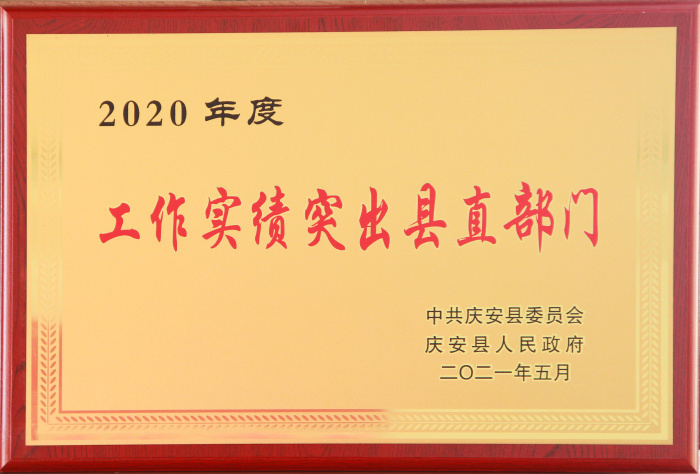 2020 年度
工作实绩突出县直部门
中共庆安县委员会
庆安县人民政府
二〇二一年五月